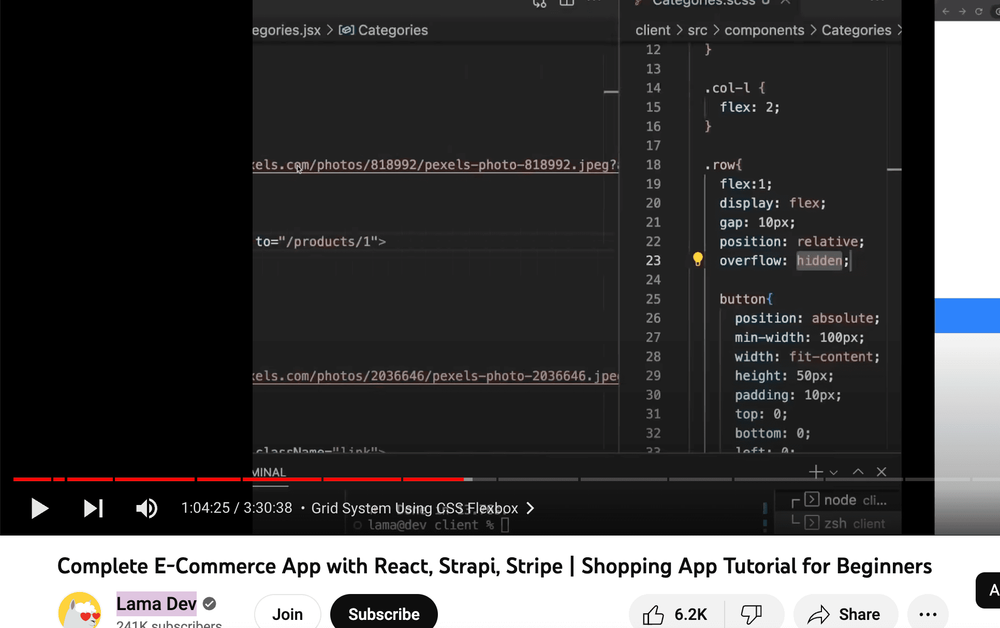 egories.jsx > Categories
xels.com/photos/818992/pexels-photo-818992.jpeg?
to="/products/1">
xels.com/photos/2036646/pexels-photo-2036646.jpe
className="link">
Categories.scss U
client > src > components > Categories >
12 }
13
14 .col-l {
15 flex: 2;
16 }
17
18 .row{
19 flex:1;
20 display: flex;
21 gap: 10px;
22 position: relative;
23 overflow: hidden;
24
25 button{
26 position: absolute;
27 min-width: 100px;
28 width: fit-content;
29 height: 50px;
30 padding: 10px;
31 top: 0;
32 bottom: 0;
33 left: 0;
MINAL
node cli...
zsh client
lama@dev client %
1:04:25 / 3:30:38 • Grid System Using CSS Flexbox >
Complete E-Commerce App with React, Strapi, Stripe | Shopping App Tutorial for Beginners
Lama Dev
241K subscribers
Join
Subscribe
6.2K
Share
A